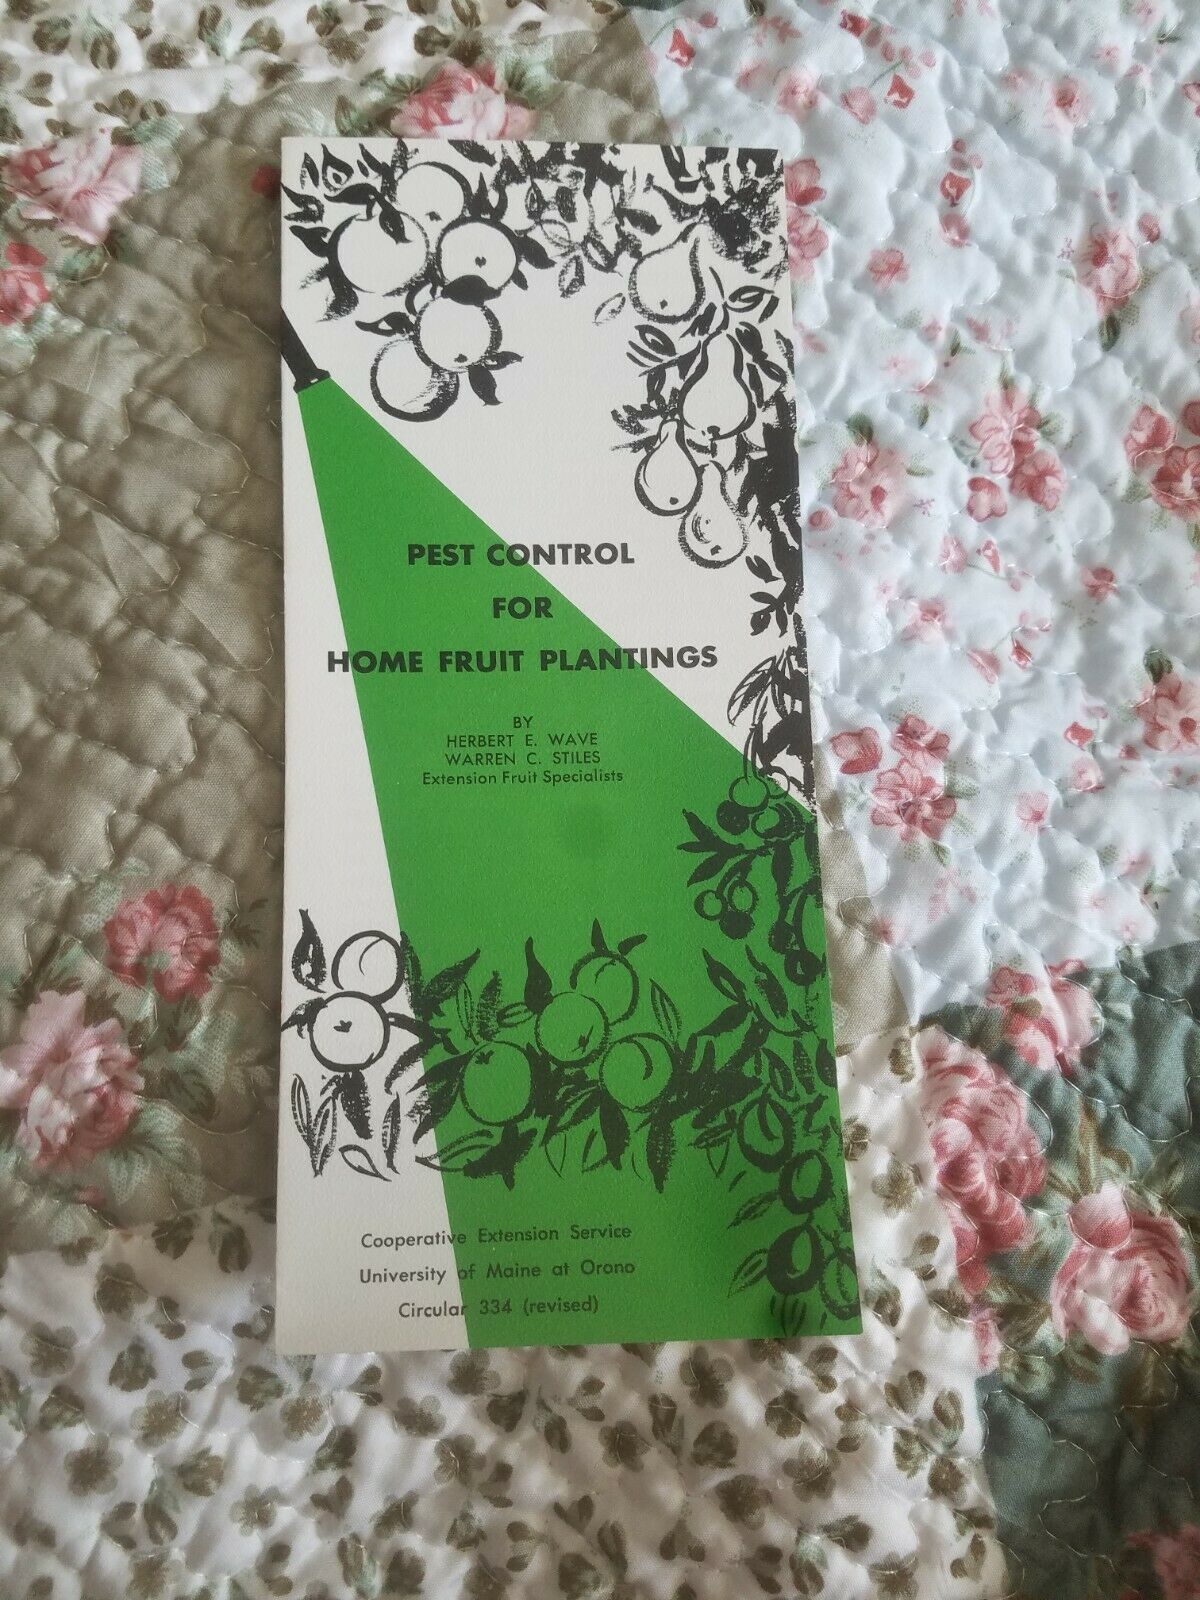 PEST CONTROL
FOR
HOME FRUIT PLANTINGS
BY
HERBERT E. WAVE
WARREN C. STILES
Extension Fruit Specialists
Cooperative Extension Service
University of Maine at Orono
Circular 334 (revised)